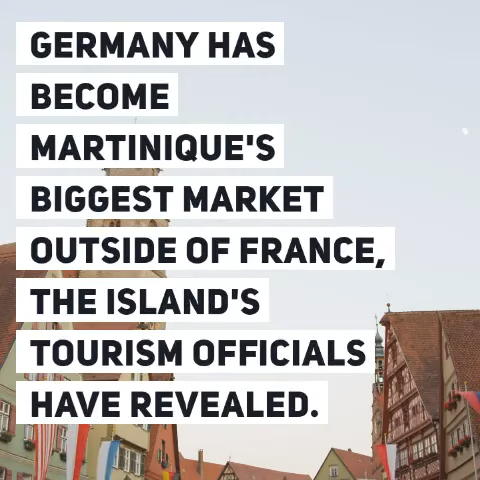 GERMANY HAS
BECOME
MARTINIQUE'S
BIGGEST MARKET
OUTSIDE OF FRANCE,
THE ISLAND'S
TOURISM OFFICIALS
HAVE REVEALED.